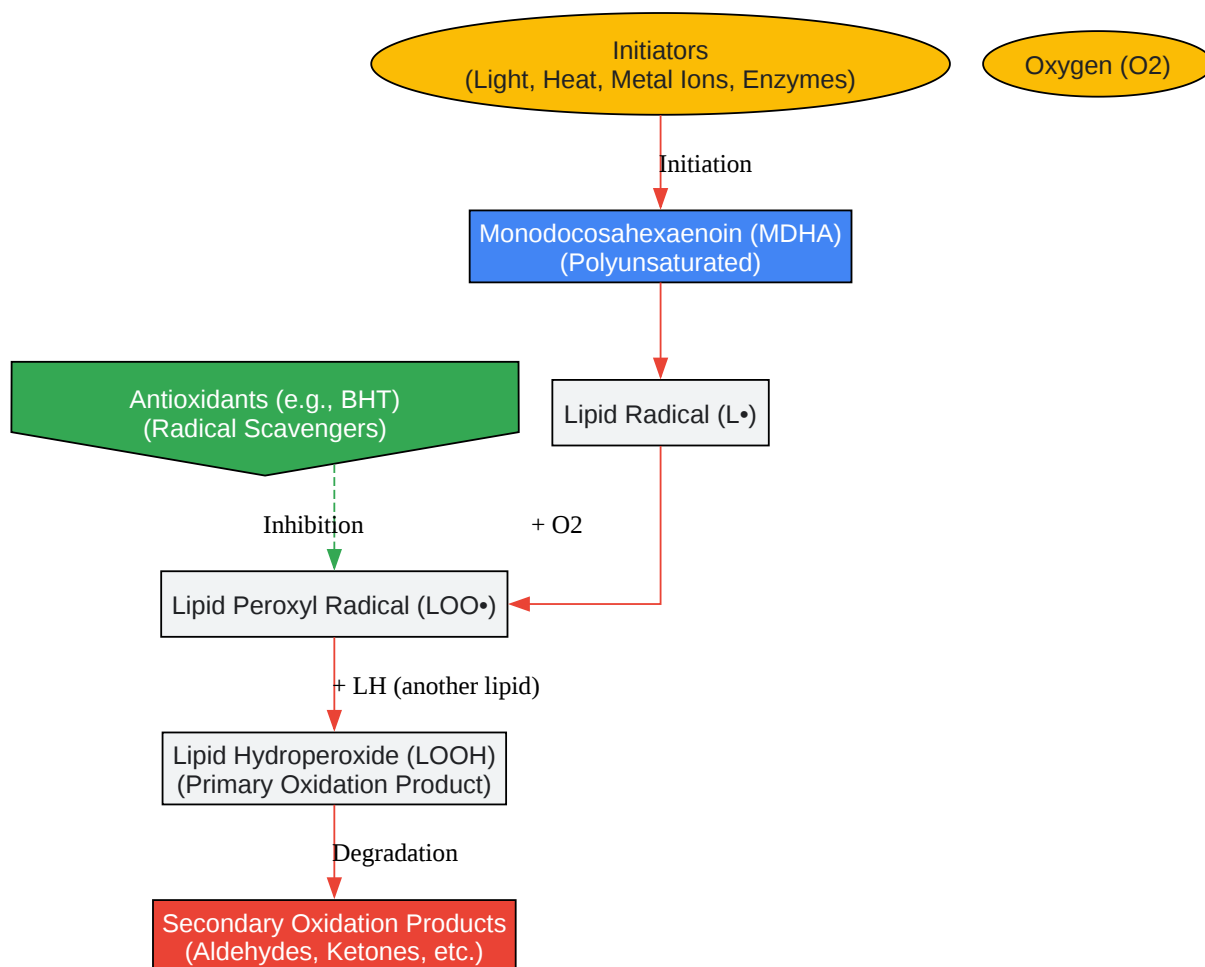 Initiators
(Light, Heat, Metal Ions, Enzymes)
Oxygen (O2)
Initiation
Monodocosahexaenoin (MDHA)
(Polyunsaturated)
Antioxidants (e.g., BHT)
(Radical Scavengers)
Lipid Radical (L•)
Inhibition
+ O2
Lipid Peroxyl Radical (LOO•)
+ LH (another lipid)
Lipid Hydroperoxide (LOOH)
(Primary Oxidation Product)
Degradation
Secondary Oxidation Products
(Aldehydes, Ketones, etc.)